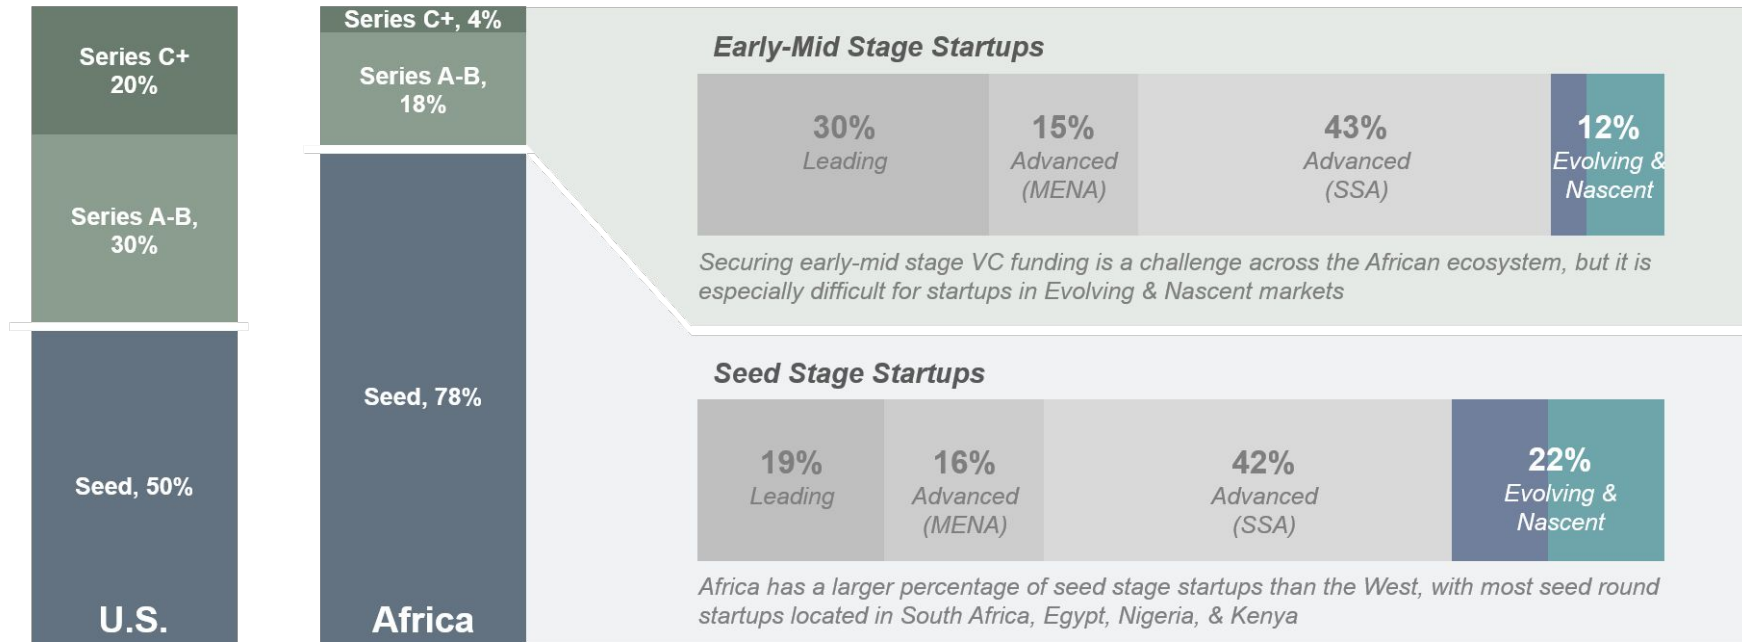 Series C+
20%
Series A-B,
30%
Seed, 50%
U.S.
Series C+, 4%
Series A-B,
18%
Seed, 78%
Africa
Early-Mid Stage Startups
30%
Leading
15%
Advanced
(MENA)
43%
Advanced
(SSA)
12%
Evolving &
Nascent
Securing early-mid stage VC funding is a challenge across the African ecosystem, but it is
especially difficult for startups in Evolving & Nascent markets
Seed Stage Startups
19%
Leading
16%
Advanced
(MENA)
42%
Advanced
(SSA)
22%
Evolving &
Nascent
Africa has a larger percentage of seed stage startups than the West, with most seed round
startups located in South Africa, Egypt, Nigeria, & Kenya